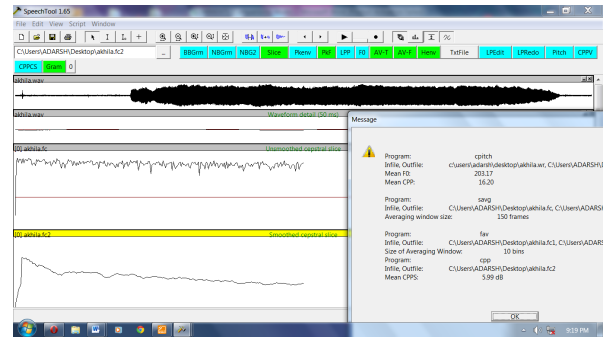 SpeechTool 1.65
File Edit View Script Window
C:\Users\ADARSH\Desktop\akhila.fc2 .. BBGrm NBGrm NBG2 Slice Pkenv PkF LPP F0 AV-T AV-F Henv TxtFile LPEdit LPRedo Pitch CPPV
CPPCS Gram 0
akhila.wav
akhila.wav Waveform detail (50 ms)
[0] akhila.fc Unsmoothed cepstral slice
[0] akhila.fc2 Smoothed cepstral slice
Message
Program: cpitch
Infile, Outfile: c:\users\adarsh\desktop\akhila.wr, C:\Users\ADARSH\
Mean F0: 203.17
Mean CPP: 16.20
Program: savg
Infile, Outfile: C:\Users\ADARSH\Desktop\akhila.fc, C:\Users\ADARSH\
Averaging window size: 150 frames
Program: fav
Infile, Outfile: C:\Users\ADARSH\Desktop\akhila.fc1, C:\Users\ADARS
Size of Averaging Window: 10 bins
Program: cpp
Infile, Outfile: C:\Users\ADARSH\Desktop\akhila.fc2
Mean CPPS: 5.99 dB
OK
9:19 PM